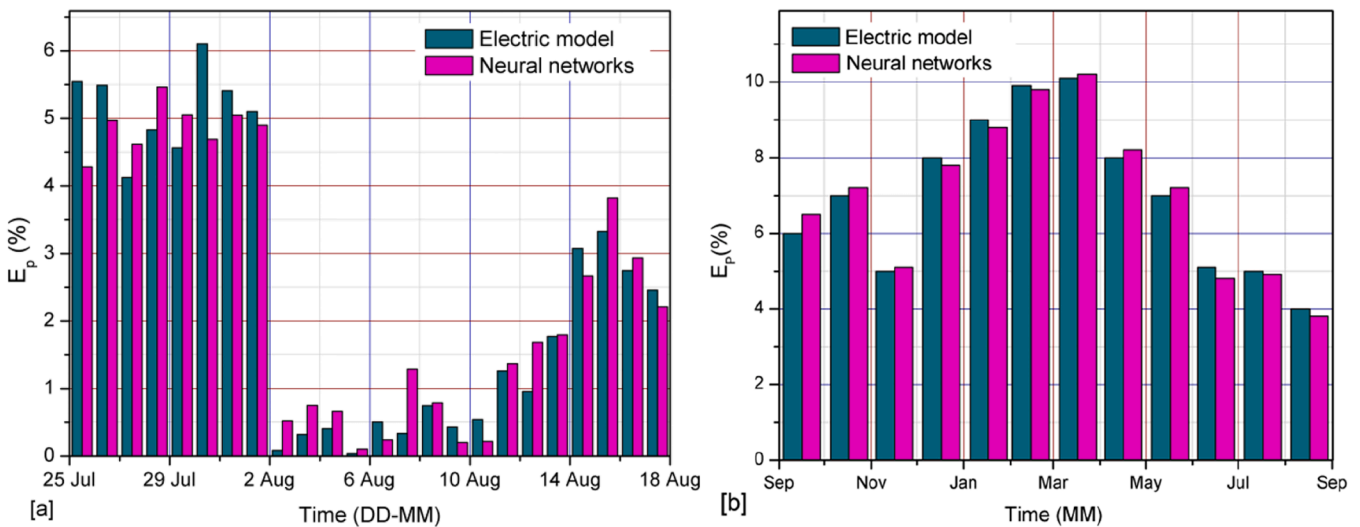 Electric model
Neural networks
6
5
4
3
2
1
0
E_p (%)
25 Jul
29 Jul
2 Aug
6 Aug
10 Aug
14 Aug
18 Aug
[a]
Time (DD-MM)
Electric model
Neural networks
10
8
6
4
2
0
E_P(%)
Sep
Nov
Jan
Mar
May
Jul
Sep
[b]
Time (MM)